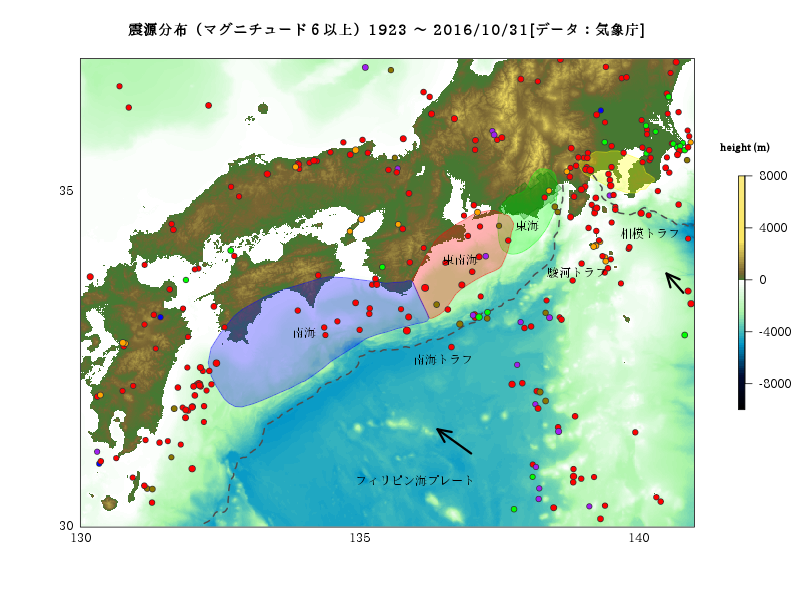 震源分布（マグニチュード６以上）1923 ～ 2016/10/31[データ：気象庁]
height (m)
8000
35
4000
東海
相模トラフ
東南海
駿河トラフ
0
南海
-4000
南海トラフ
-8000
フィリピン海プレート
30
130
135
140